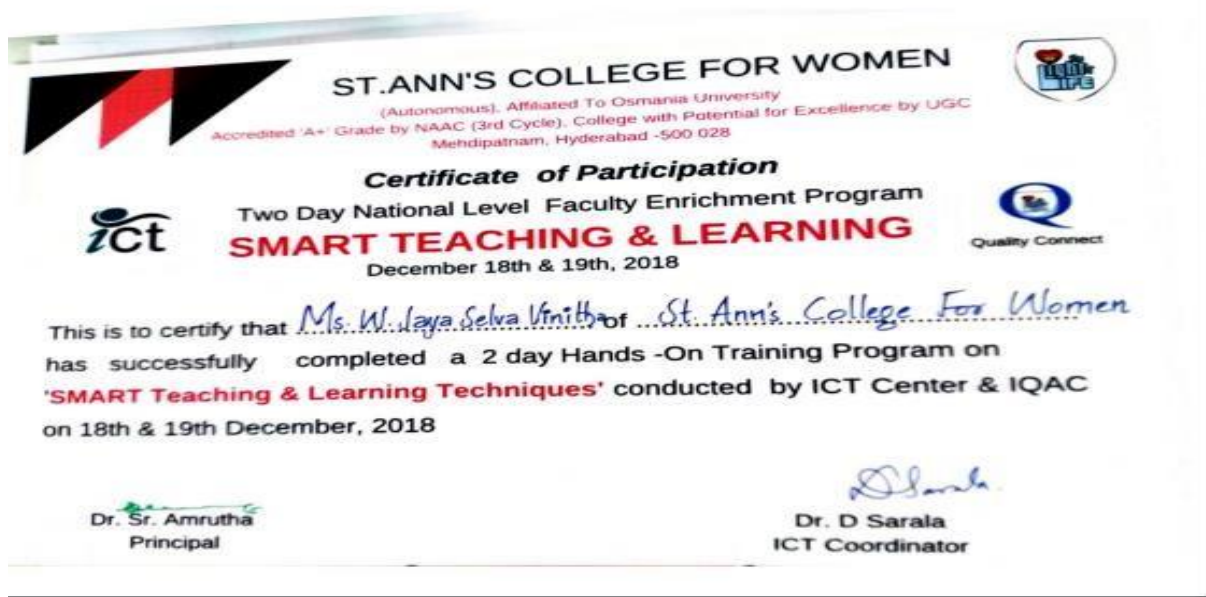 ST.ANN'S COLLEGE FOR WOMEN
(Autonomous), Affiliated To Osmania University
Accredited 'A+' Grade by NAAC (3rd Cycle), College with Potential for Excellence by UGC
Mehdipatnam, Hyderabad -500 028
Certificate of Participation
Two Day National Level Faculty Enrichment Program
ict
SMART TEACHING & LEARNING
Quality Connect
December 18th & 19th, 2018
This is to certify that Ms. W. Jaya Selva Vinitha of St. Ann's College For Women
has successfully completed a 2 day Hands -On Training Program on
'SMART Teaching & Learning Techniques' conducted by ICT Center & IQAC
on 18th & 19th December, 2018
D Sarala
Dr. Sr. Amrutha
Principal
Dr. D Sarala
ICT Coordinator